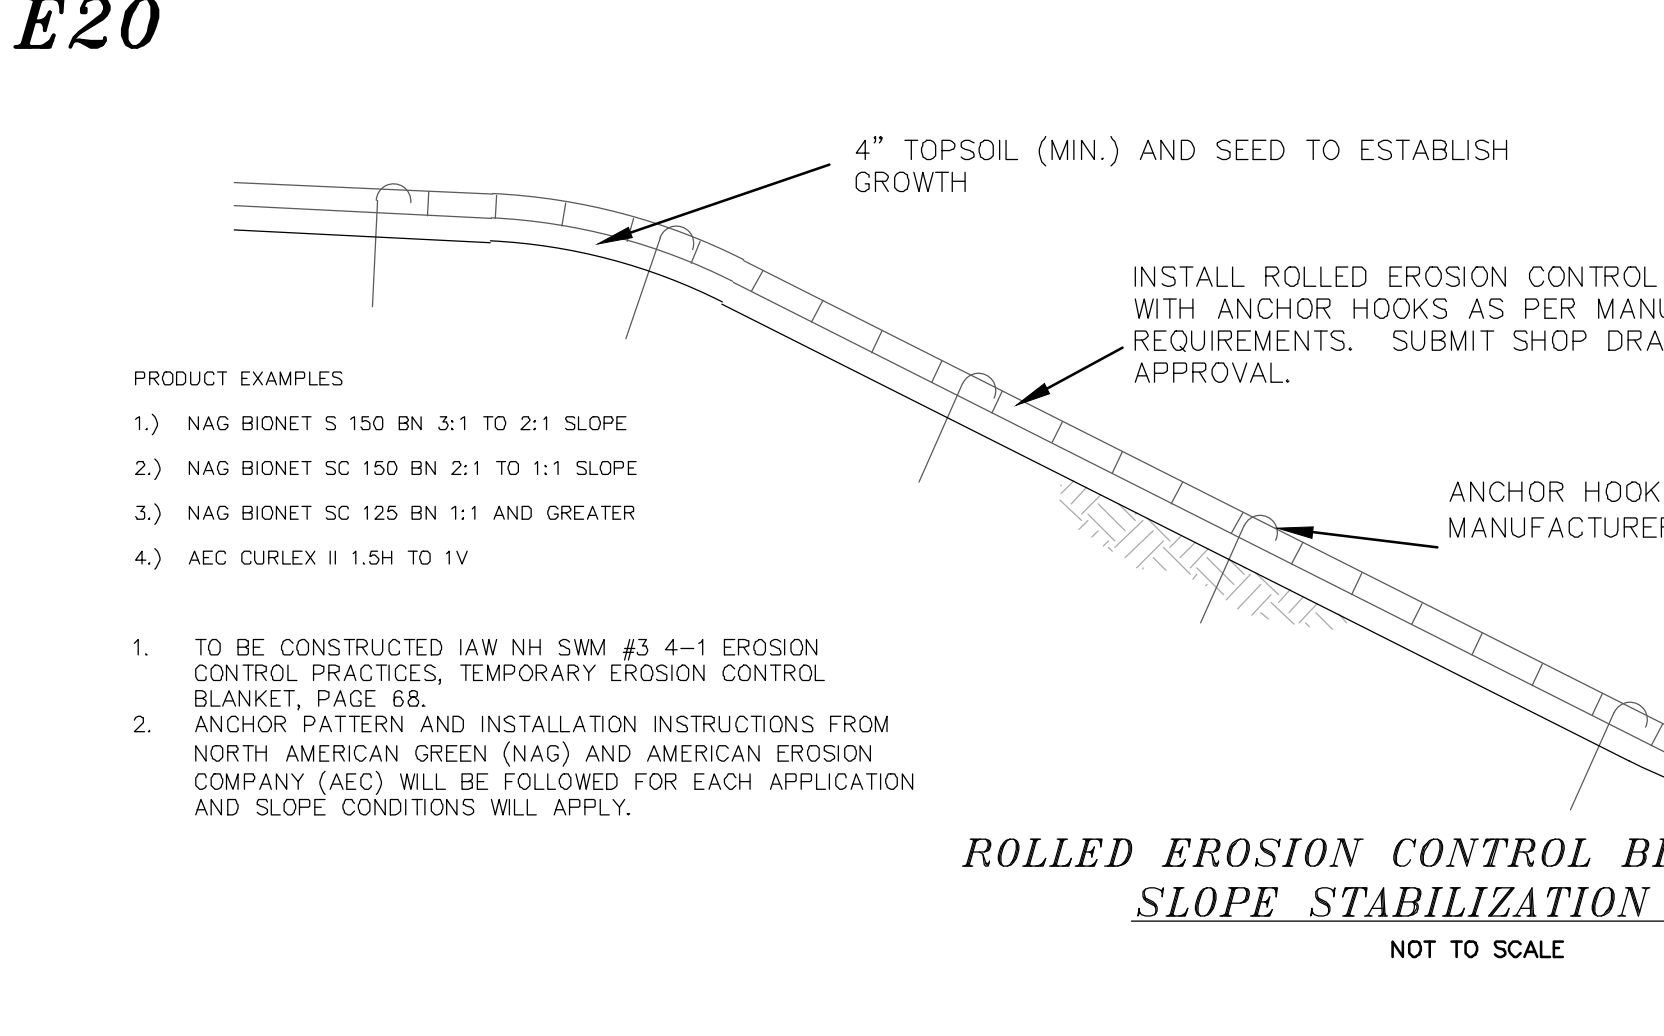 E20
4” TOPSOIL (MIN.) AND SEED TO ESTABLISH
GROWTH
INSTALL ROLLED EROSION CONTROL
WITH ANCHOR HOOKS AS PER
REQUIREMENTS. SUBMIT SHOP
APPROVAL.
ANCHOR HOOK
PRODUCT EXAMPLES
1.) NAG BIONET S 150 BN 3:1 TO 2:1 SLOPE
2.) NAG BIONET SC 150 BN 2:1 TO 1:1 SLOPE
3.) NAG BIONET SC 125 BN 1:1 AND GREATER
4.) AEC CURLEX II 1.5H TO 1V
1. TO BE CONSTRUCTED IAW NH SWM #3 4-1 EROSION
CONTROL PRACTICES, TEMPORARY EROSION CONTROL
BLANKET, PAGE 68.
2. ANCHOR PATTERN AND INSTALLATION INSTRUCTIONS FROM
NORTH AMERICAN GREEN (NAG) AND AMERICAN EROSION
COMPANY (AEC) WILL BE FOLLOWED FOR EACH APPLICATION
AND SLOPE CONDITIONS WILL APPLY.
ROLLED EROSION CONTROL
SLOPE STABILIZATION
NOT TO SCALE